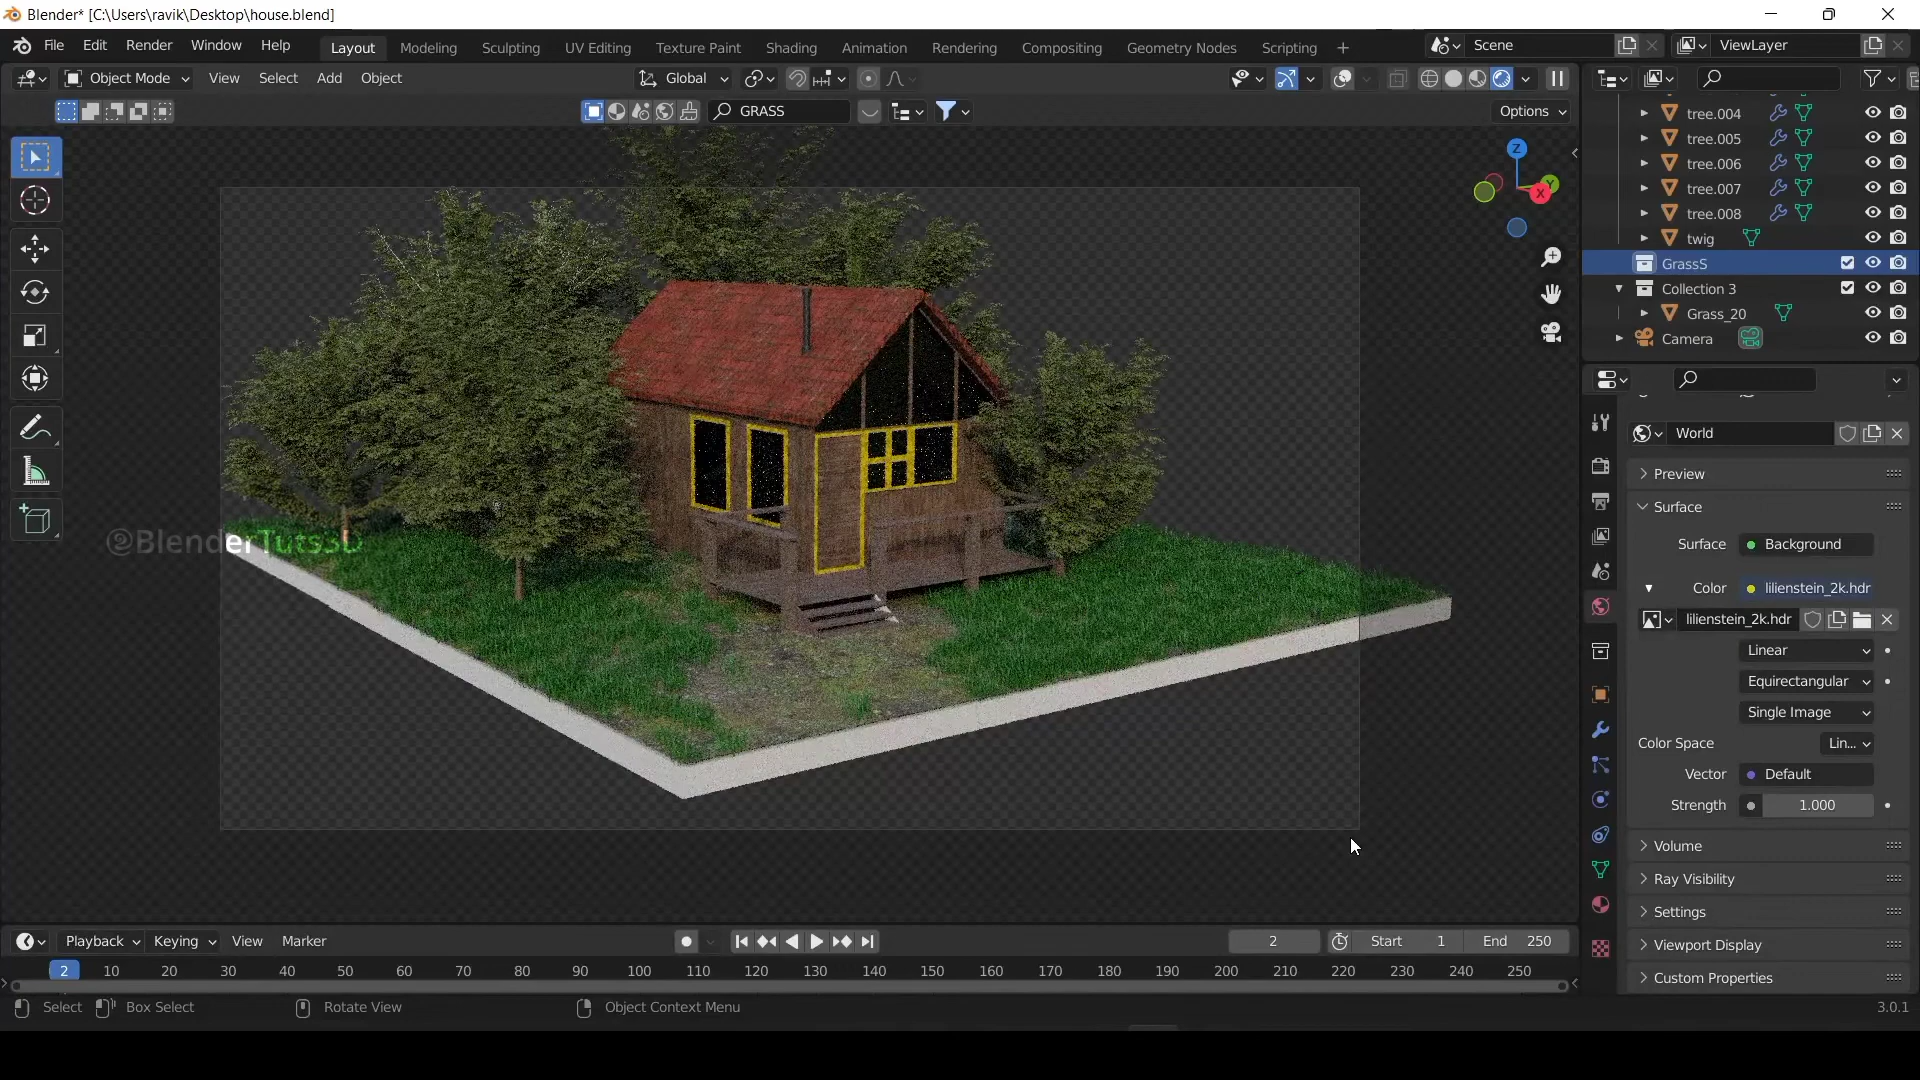 Blender* [C:\Users\ravik\Desktop\house.blend]
File Edit Render Window Help Layout Modeling Sculpting UV Editing Texture Paint Shading Animation Rendering Compositing Geometry Nodes Scripting + Scene ViewLayer
Object Mode View Select Add Object Global
GRASS Options
Z
Y
X
tree.004
tree.005
tree.006
tree.007
tree.008
twig
GrassS
Collection 3
Grass_20
Camera
World
Preview
Surface
Surface Background
Color lilienstein_2k.hdr
lilienstein_2k.hdr
Linear
Equirectangular
Single Image
Color Space Lin...
Vector Default
Strength 1.000
Volume
Ray Visibility
Settings
Viewport Display
Custom Properties
@BlenderTuts3D
Playback Keying View Marker 2 Start 1 End 250
2 10 20 30 40 50 60 70 80 90 100 110 120 130 140 150 160 170 180 190 200 210 220 230 240 250
Select Box Select Rotate View Object Context Menu 3.0.1